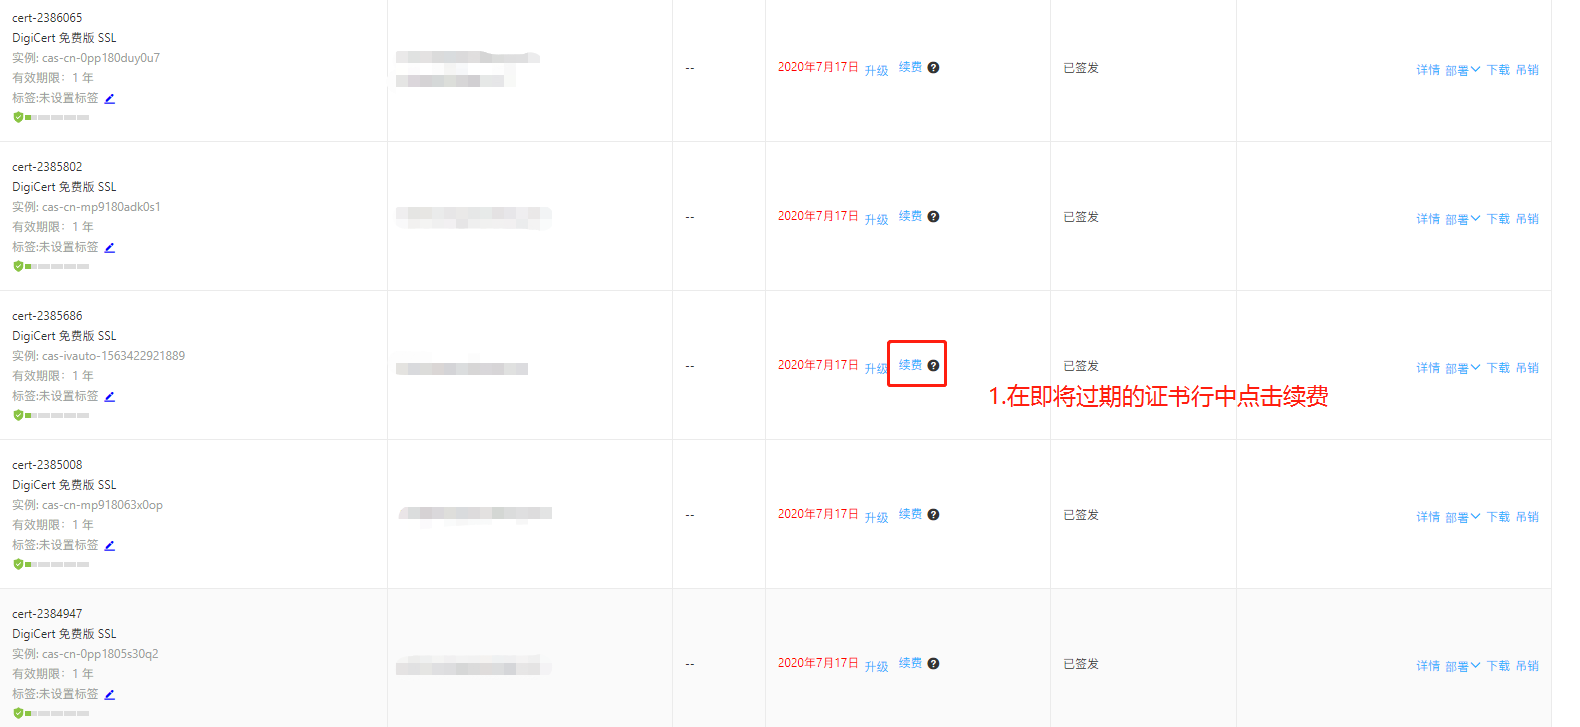 cert-2386065
DigiCert 免费版 SSL
实例: cas-cn-0pp180duy0u7
有效期限: 1 年
标签:未设置标签
--
2020年7月17日 升级 续费 ?
已签发
详情 部署 下载 吊销
cert-2385802
DigiCert 免费版 SSL
实例: cas-cn-mp9180adk0s1
有效期限: 1 年
标签:未设置标签
--
2020年7月17日 升级 续费 ?
已签发
详情 部署 下载 吊销
cert-2385686
DigiCert 免费版 SSL
实例: cas-ivauto-1563422921889
有效期限: 1 年
标签:未设置标签
--
2020年7月17日 升级 续费 ?
已签发
详情 部署 下载 吊销
1.在即将过期的证书行中点击续费
cert-2385008
DigiCert 免费版 SSL
实例: cas-cn-mp918063x0op
有效期限: 1 年
标签:未设置标签
--
2020年7月17日 升级 续费 ?
已签发
详情 部署 下载 吊销
cert-2384947
DigiCert 免费版 SSL
实例: cas-cn-0pp1805s30q2
有效期限: 1 年
标签:未设置标签
--
2020年7月17日 升级 续费 ?
已签发
详情 部署 下载 吊销